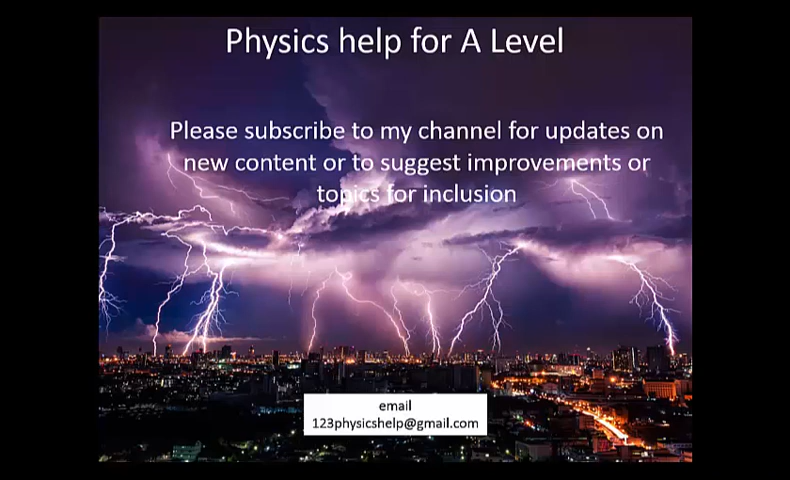 Physics help for A Level
Please subscribe to my channel for updates on
new content or to suggest improvements or
topics for inclusion
email
123physicshelp@gmail.com